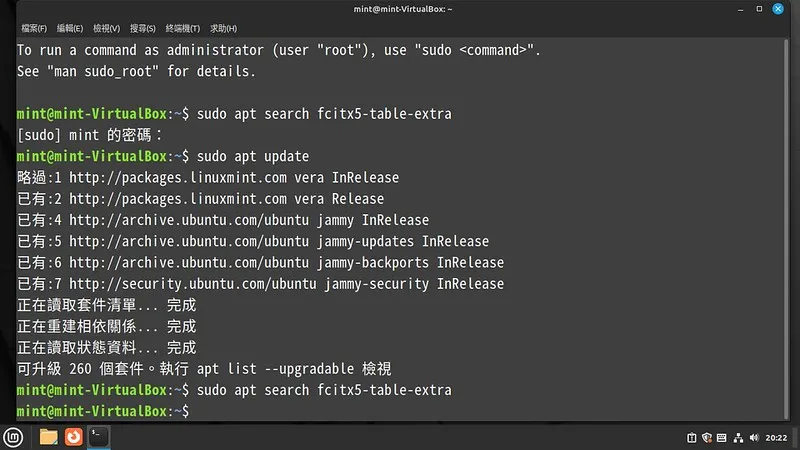 mint@mint-VirtualBox: ~
檔案(F) 編輯(E) 檢視(V) 搜尋(S) 終端機(T) 求助(H)
To run a command as administrator (user "root"), use "sudo <command>".
See "man sudo_root" for details.
mint@mint-VirtualBox:~$ sudo apt search fcitx5-table-extra
[sudo] mint 的密碼：
mint@mint-VirtualBox:~$ sudo apt update
略過:1 http://packages.linuxmint.com vera InRelease
已有:2 http://packages.linuxmint.com vera Release
已有:4 http://archive.ubuntu.com/ubuntu jammy InRelease
已有:5 http://archive.ubuntu.com/ubuntu jammy-updates InRelease
已有:6 http://archive.ubuntu.com/ubuntu jammy-backports InRelease
已有:7 http://security.ubuntu.com/ubuntu jammy-security InRelease
正在讀取套件清單... 完成
正在重建相依關係... 完成
正在讀取狀態資料... 完成
可升級 260 個套件。執行 apt list --upgradable 檢視
mint@mint-VirtualBox:~$ sudo apt search fcitx5-table-extra
mint@mint-VirtualBox:~$
20:22